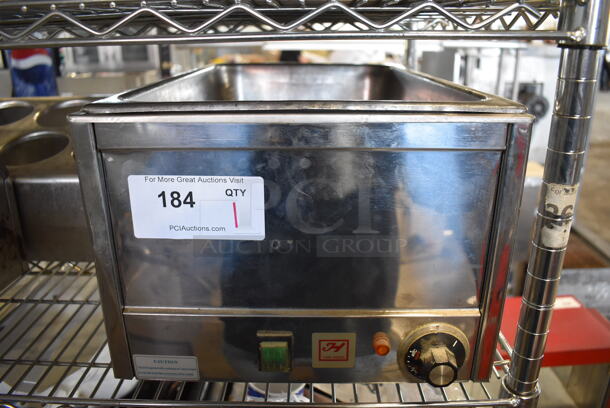 For More Great Auctions Visit
184
QTY
1
PCIAuctions.com
PCI
AUCTION GROUP
CAUTION